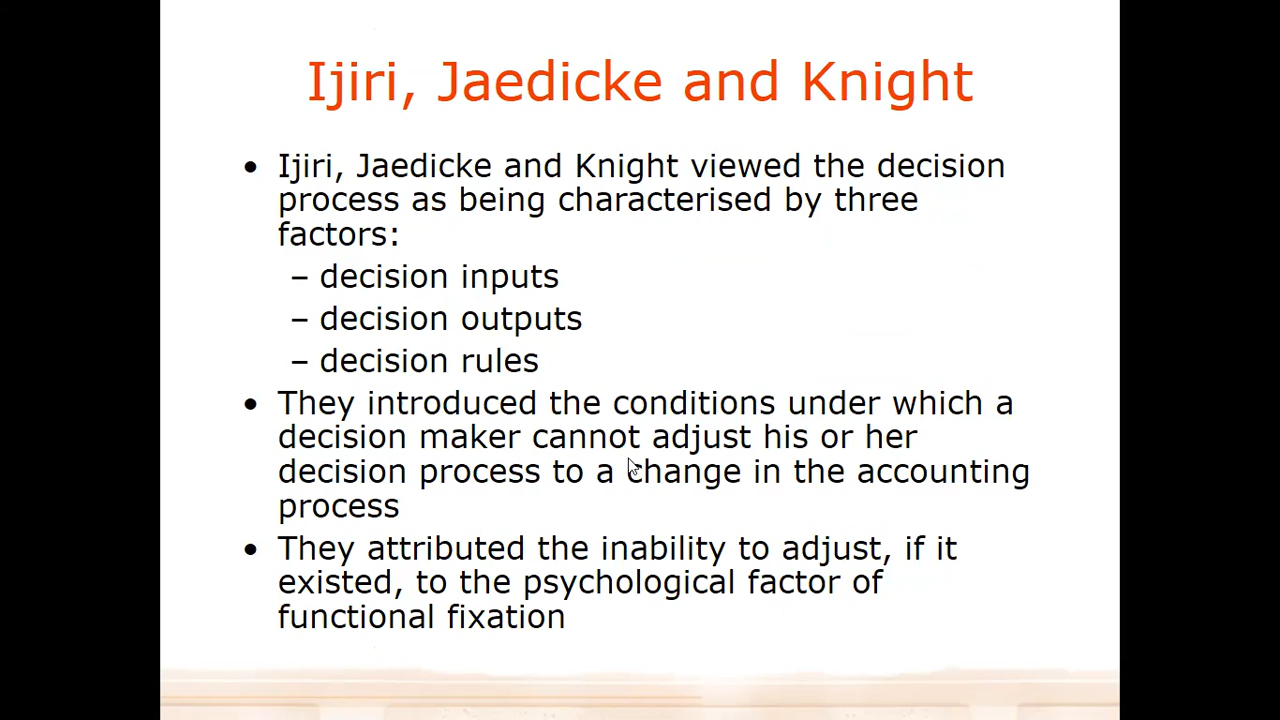 Ijiri, Jaedicke and Knight
• Ijiri, Jaedicke and Knight viewed the decision
process as being characterised by three
factors:
– decision inputs
– decision outputs
– decision rules
• They introduced the conditions under which a
decision maker cannot adjust his or her
decision process to a change in the accounting
process
• They attributed the inability to adjust, if it
existed, to the psychological factor of
functional fixation